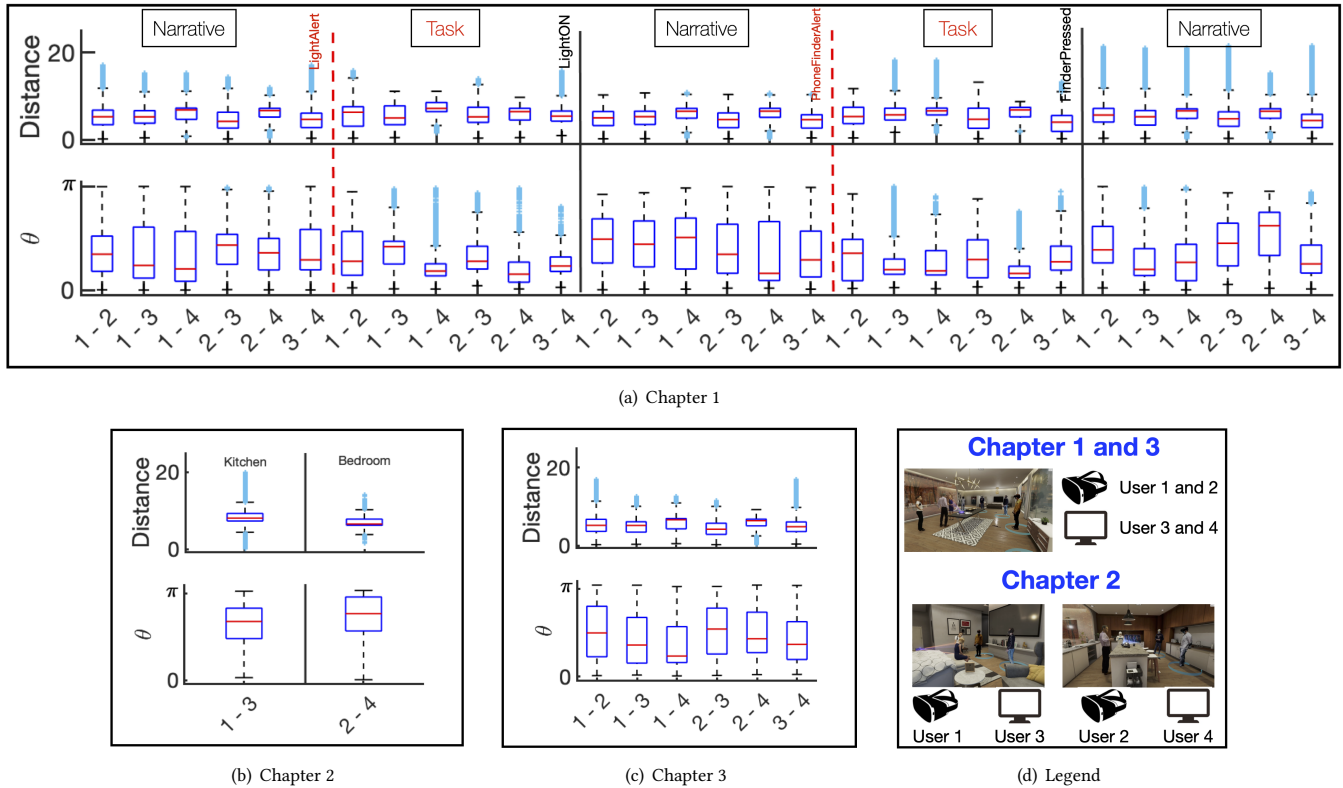 Narrative
Task
Narrative
Task
Narrative
LightAlert
LightON
PhoneFinderAlert
FinderPressed
Distance
20
0
θ
π
0
1 - 2
1 - 3
1 - 4
2 - 3
2 - 4
3 - 4
1 - 2
1 - 3
1 - 4
2 - 3
2 - 4
3 - 4
1 - 2
1 - 3
1 - 4
2 - 3
2 - 4
3 - 4
1 - 2
1 - 3
1 - 4
2 - 3
2 - 4
3 - 4
1 - 2
1 - 3
1 - 4
2 - 3
2 - 4
3 - 4
(a) Chapter 1
Kitchen
Bedroom
Distance
20
0
θ
π
0
1 - 3
2 - 4
(b) Chapter 2
Distance
20
0
θ
π
0
1 - 2
1 - 3
1 - 4
2 - 3
2 - 4
3 - 4
(c) Chapter 3
Chapter 1 and 3
User 1 and 2
User 3 and 4
Chapter 2
User 1
User 3
User 2
User 4
(d) Legend